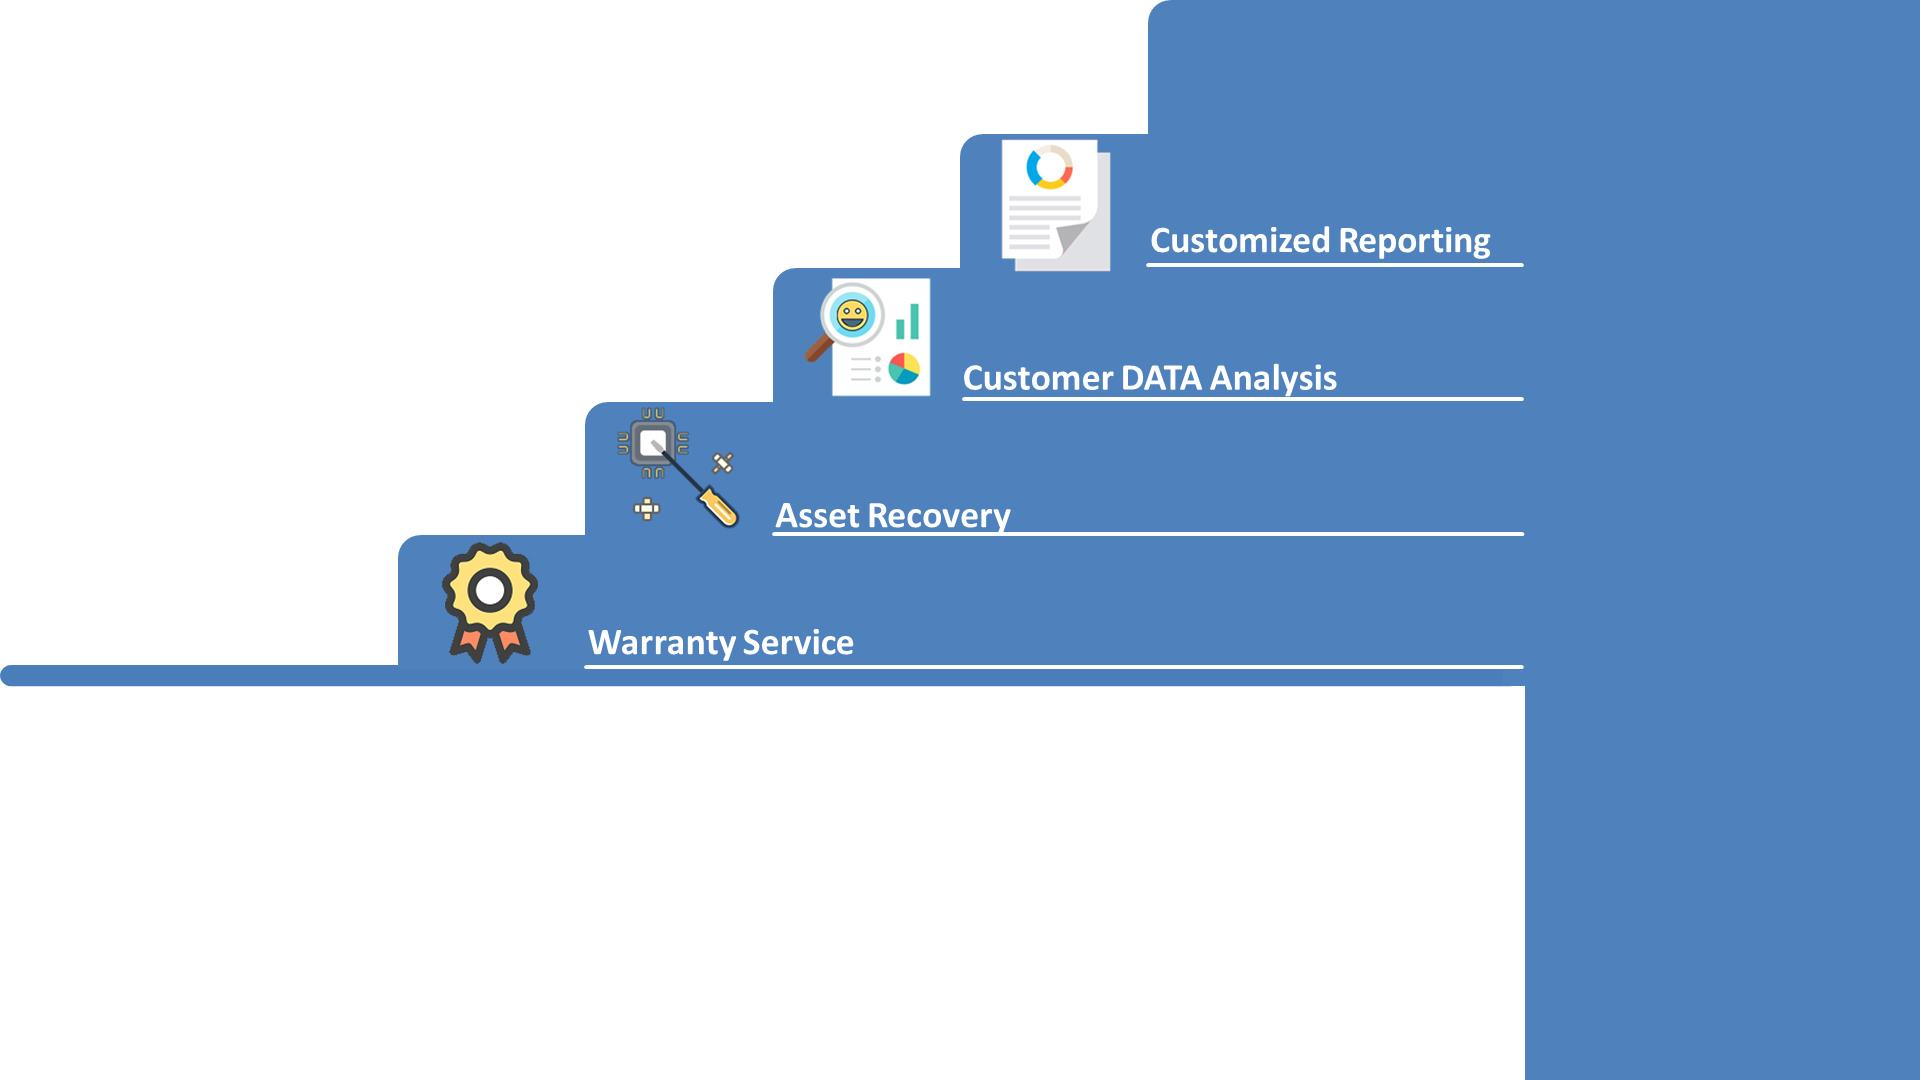 Customized Reporting
Customer DATA Analysis
Asset Recovery
Warranty Service